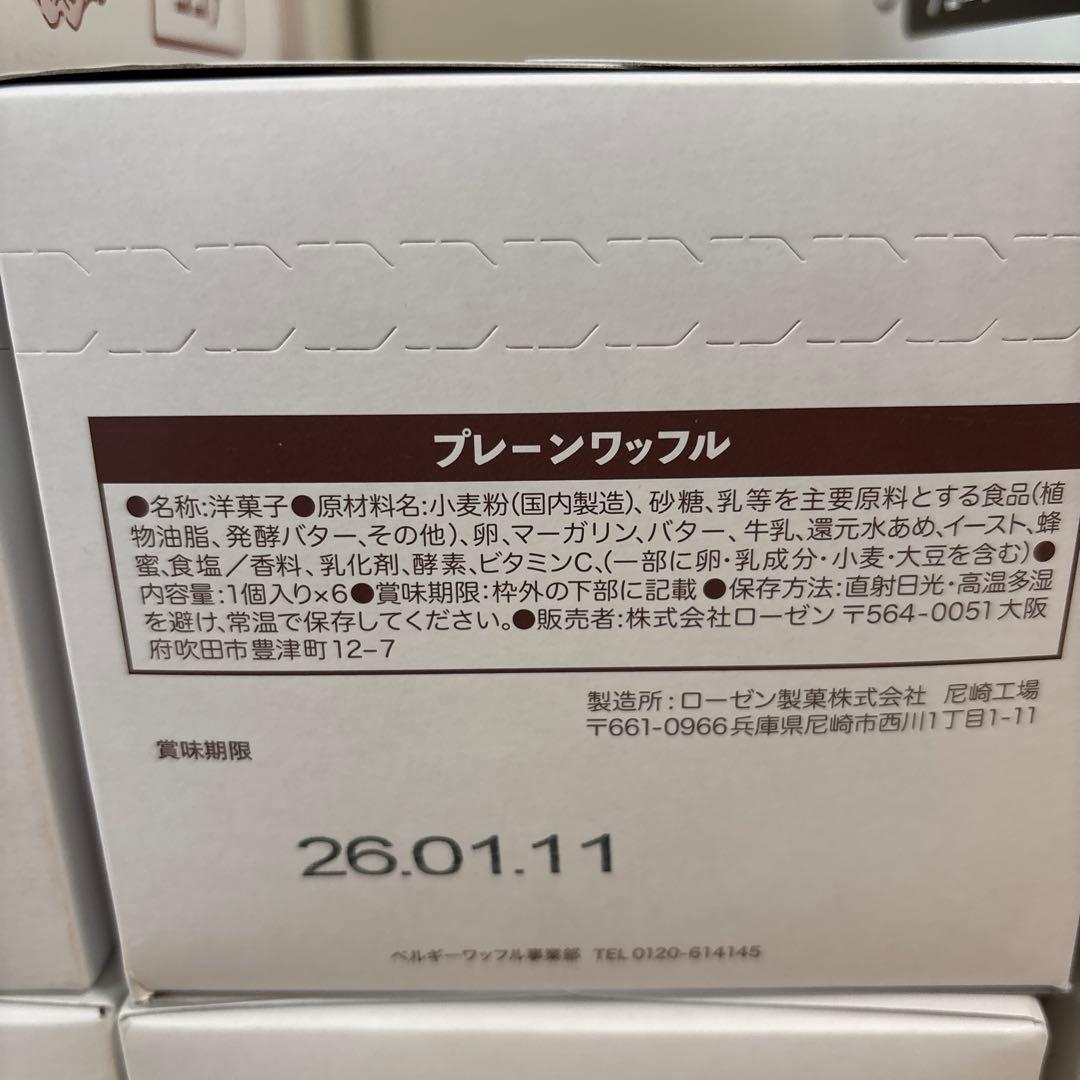 プレーンワッフル
●名称:洋菓子●原材料名:小麦粉(国内製造)、砂糖、乳等を主要原料とする食品(植
物油脂、発酵バター、その他)、卵、マーガリン、バター、牛乳、還元水あめ、イースト、蜂
蜜、食塩/香料、乳化剤、酵素、ビタミンC、(一部に卵・乳成分・小麦・大豆を含む)●
内容量:1個入り×6●賞味期限:枠外の下部に記載●保存方法:直射日光・高温多湿
を避け、常温で保存してください。●販売者:株式会社ローゼン 〒564-0051大阪
府吹田市豊津町12-7
製造所:ローゼン製菓株式会社 尼崎工場
〒661-0966兵庫県尼崎市西川1丁目1-11
賞味期限
26.01.11
ベルギーワッフル事業部 TEL 0120-614145